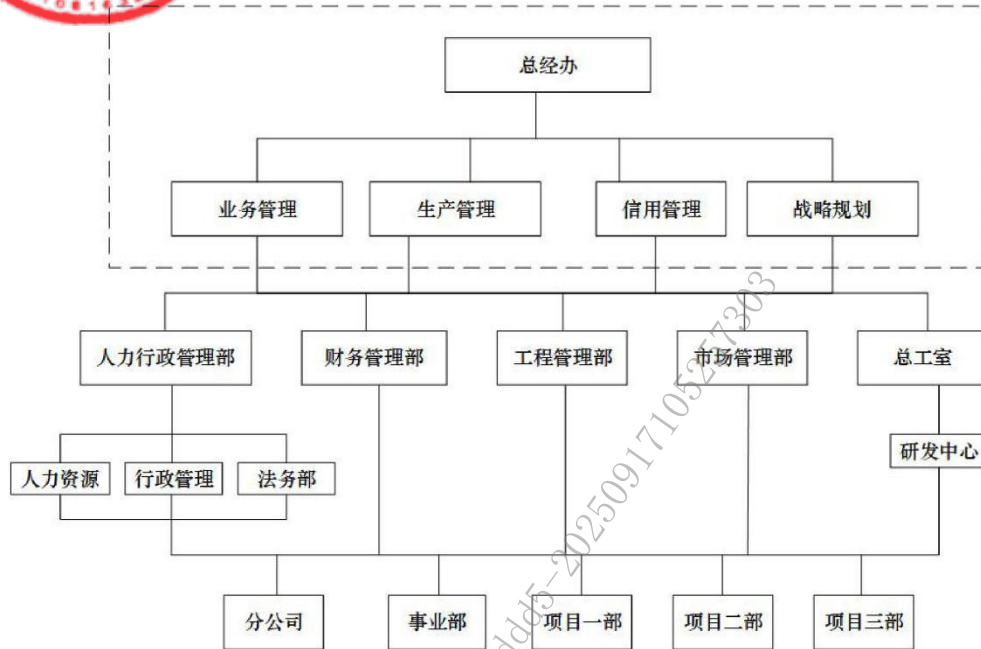 总经办
业务管理 生产管理 信用管理 战略规划
人力行政管理部 财务管理部 工程管理部 市场管理部 总工室
研发中心
人力资源 行政管理 法务部
分公司 事业部 项目一部 项目二部 项目三部
ddd5-20250917105257303